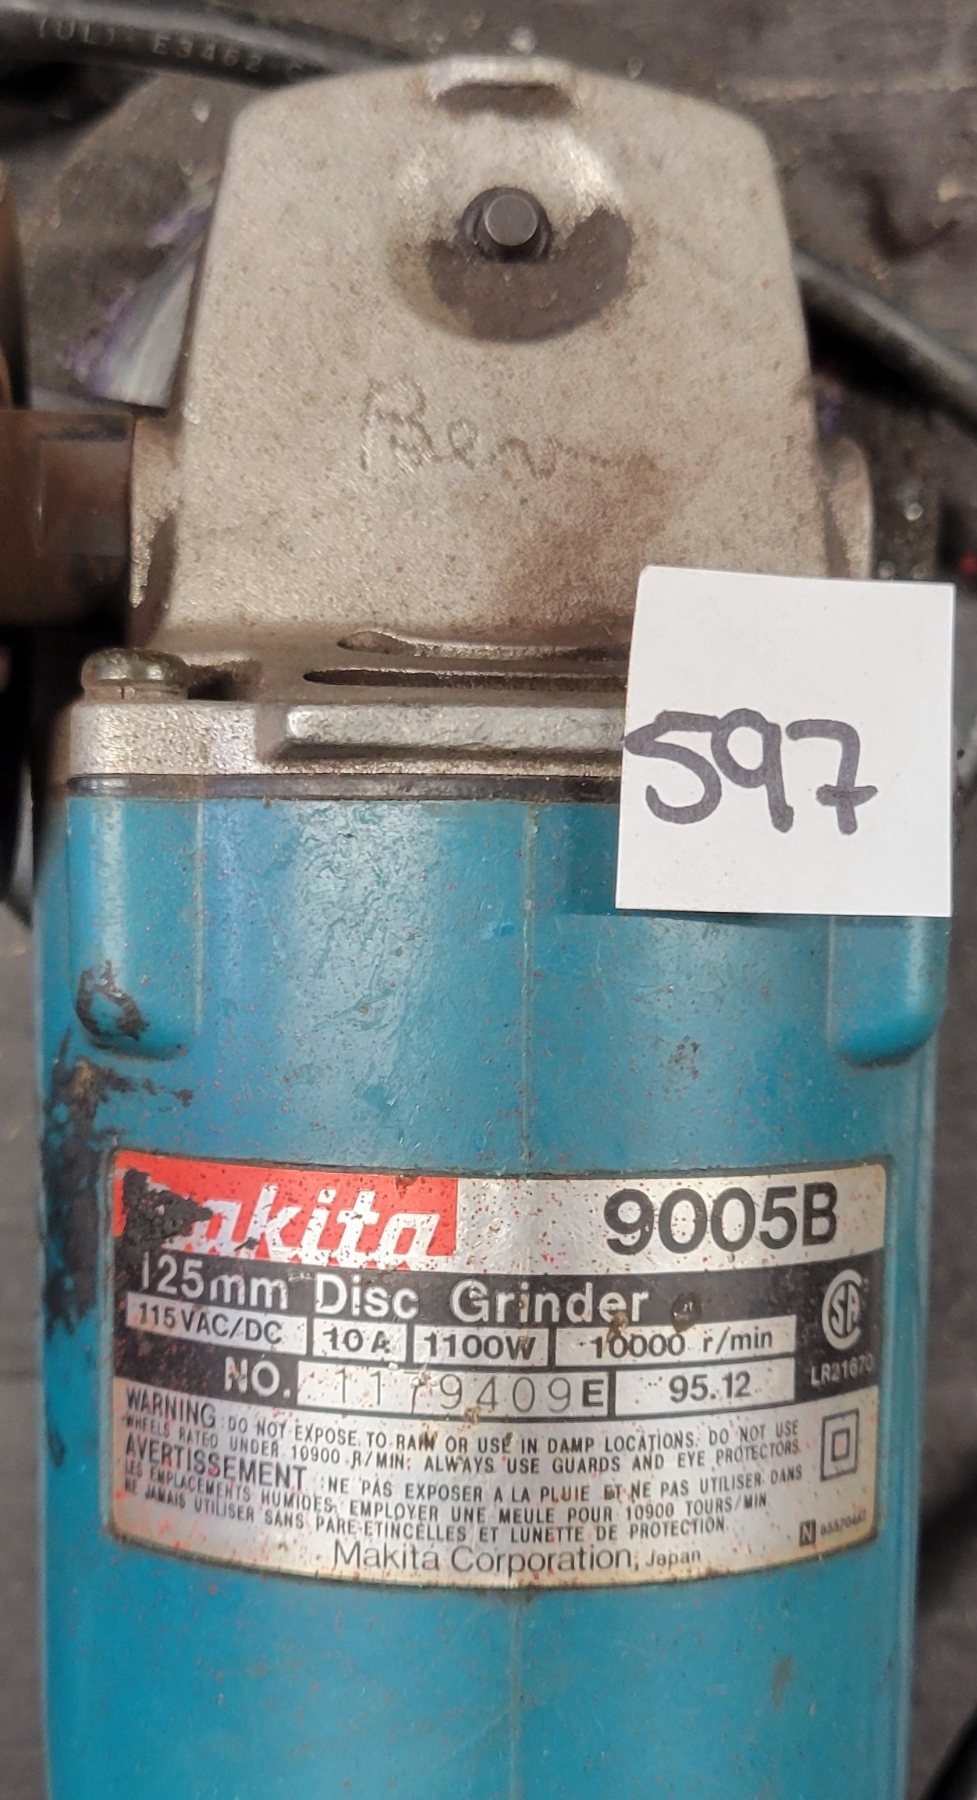 (UL) E3462
Ben
597
makita 9005B
125mm Disc Grinder
115VAC/DC 10A 1100W 10000 r/min
LR21670
NO. 1179409E 95.12
WARNING: DO NOT EXPOSE TO RAIN OR USE IN DAMP LOCATIONS. DO NOT USE
WHEELS RATED UNDER 10900 R/MIN; ALWAYS USE GUARDS AND EYE PROTECTORS.
AVERTISSEMENT: NE PAS EXPOSER A LA PLUIE ET NE PAS UTILISER DANS
LES EMPLACEMENTS HUMIDES; EMPLOYER UNE MEULE POUR 10900 TOURS/MIN.
NE JAMAIS UTILISER SANS PARE-ETINCELLES ET LUNETTE DE PROTECTION.
N
Makita Corporation, Japan